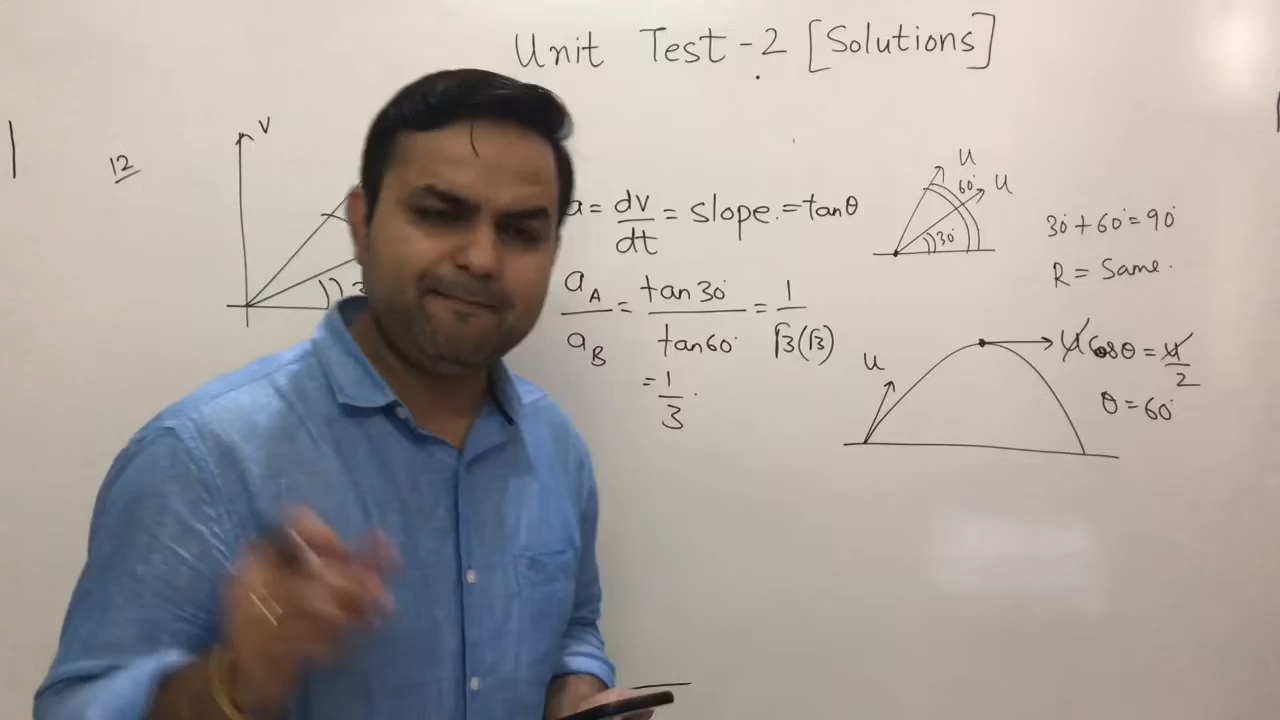 Unit Test - 2 [Solutions]
12
V
a = dv/dt = slope. = tanθ
a_A/a_B = tan30°/tan60° = 1/√3(√3)
= 1/3.
U
U
60°
30°
30° + 60° = 90°
R = Same.
U
ucosθ = u/2
θ = 60°